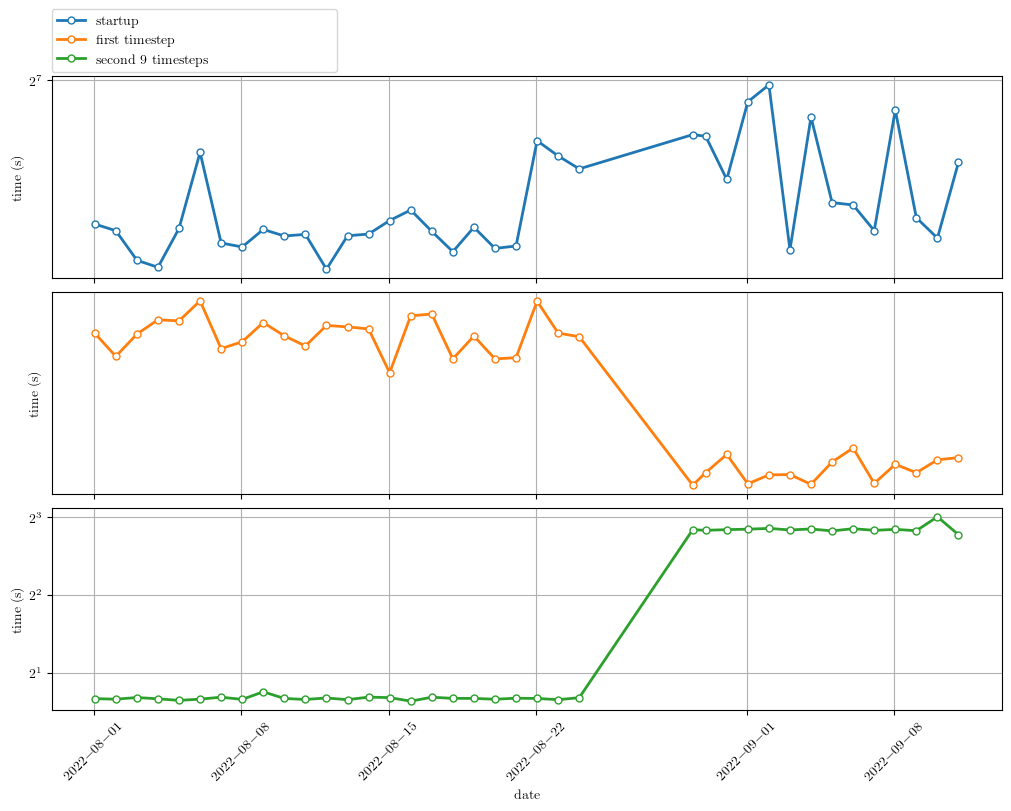 startup
first timestep
second 9 timesteps
2^7
time (s)
time (s)
2^3
2^2
2^1
time (s)
2022−08−01
2022−08−08
2022−08−15
2022−08−22
2022−09−01
2022−09−08
date